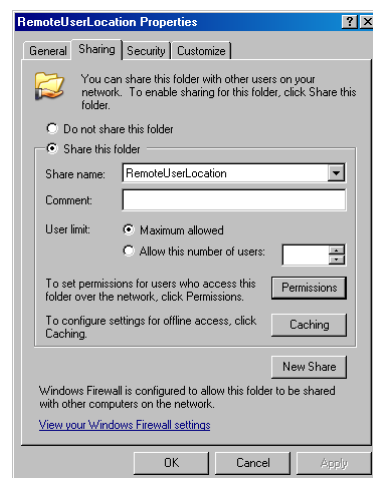 RemoteUserLocation Properties ? X
General Sharing Security Customize
You can share this folder with other users on your
network. To enable sharing for this folder, click Share this
folder.
Do not share this folder
Share this folder
Share name: RemoteUserLocation
Comment:
User limit: Maximum allowed
Allow this number of users:
To set permissions for users who access this
folder over the network, click Permissions.
Permissions
To configure settings for offline access, click
Caching.
Caching
New Share
Windows Firewall is configured to allow this folder to be shared
with other computers on the network.
View your Windows Firewall settings
OK Cancel Apply